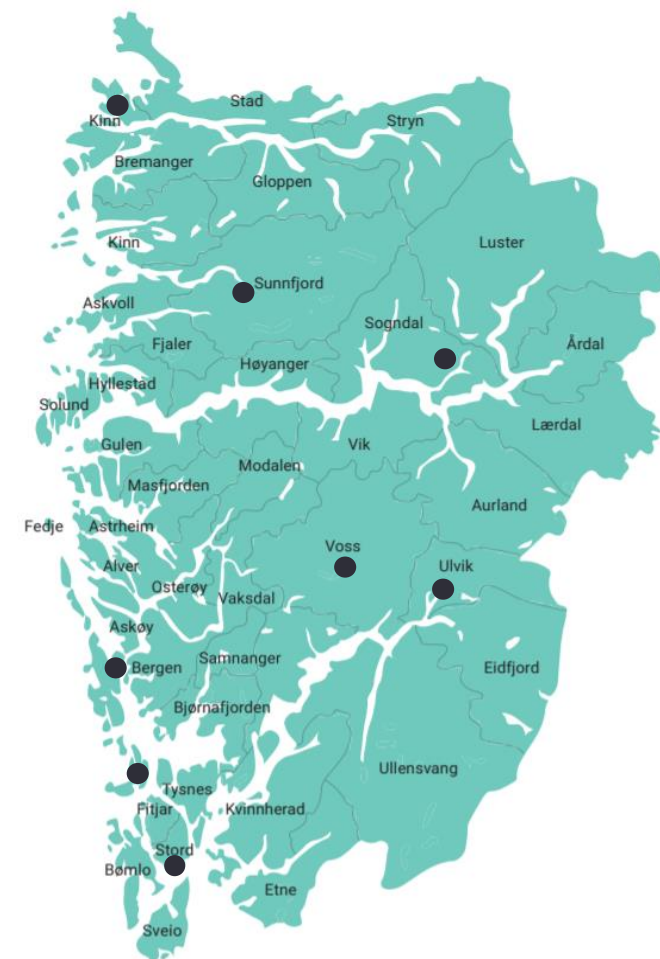 Stad
Kinn
Stryn
Bremanger
Gloppen
Kinn
Luster
Sunnfjord
Askvoll
Sogndal
Fjaler
Årdal
Høyanger
Hyllestad
Solund
Lærdal
Gulen
Vik
Modalen
Masfjorden
Aurland
Fedje
Astrheim
Voss
Alver
Ulvik
Osterøy
Vaksdal
Askøy
Samnanger
Bergen
Eidfjord
Bjørnafjorden
Ullensvang
Tysnes
Fitjar
Kvinnherad
Stord
Bømlo
Etne
Sveio